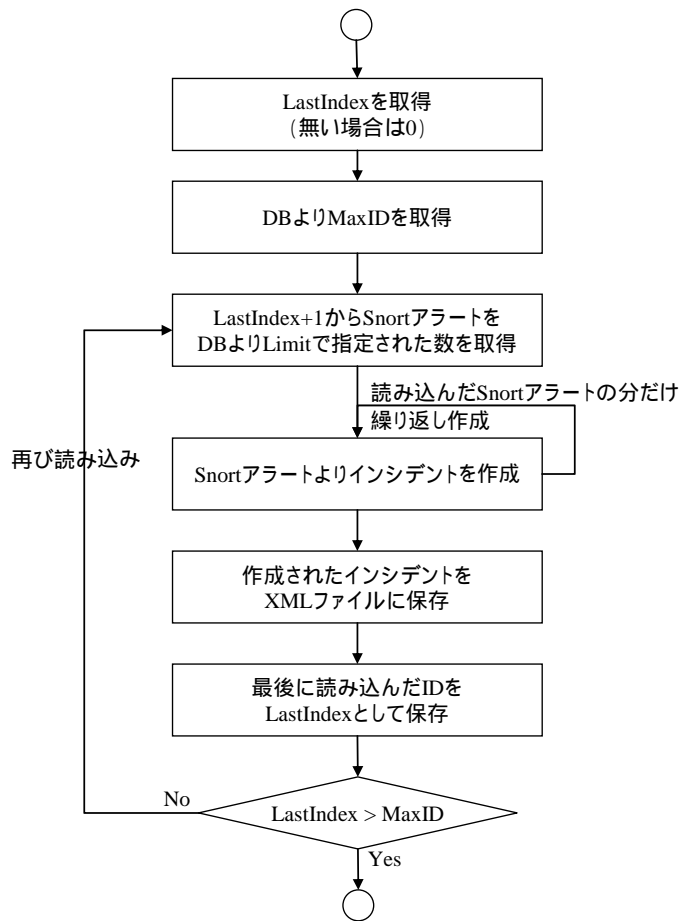 LastIndexを取得
(無い場合は0)
DBよりMaxIDを取得
LastIndex+1からSnortアラートを
DBよりLimitで指定された数を取得
読み込んだSnortアラートの分だけ
繰り返し作成
再び読み込み
Snortアラートよりインシデントを作成
作成されたインシデントを
XMLファイルに保存
最後に読み込んだIDを
LastIndexとして保存
No
LastIndex > MaxID
Yes